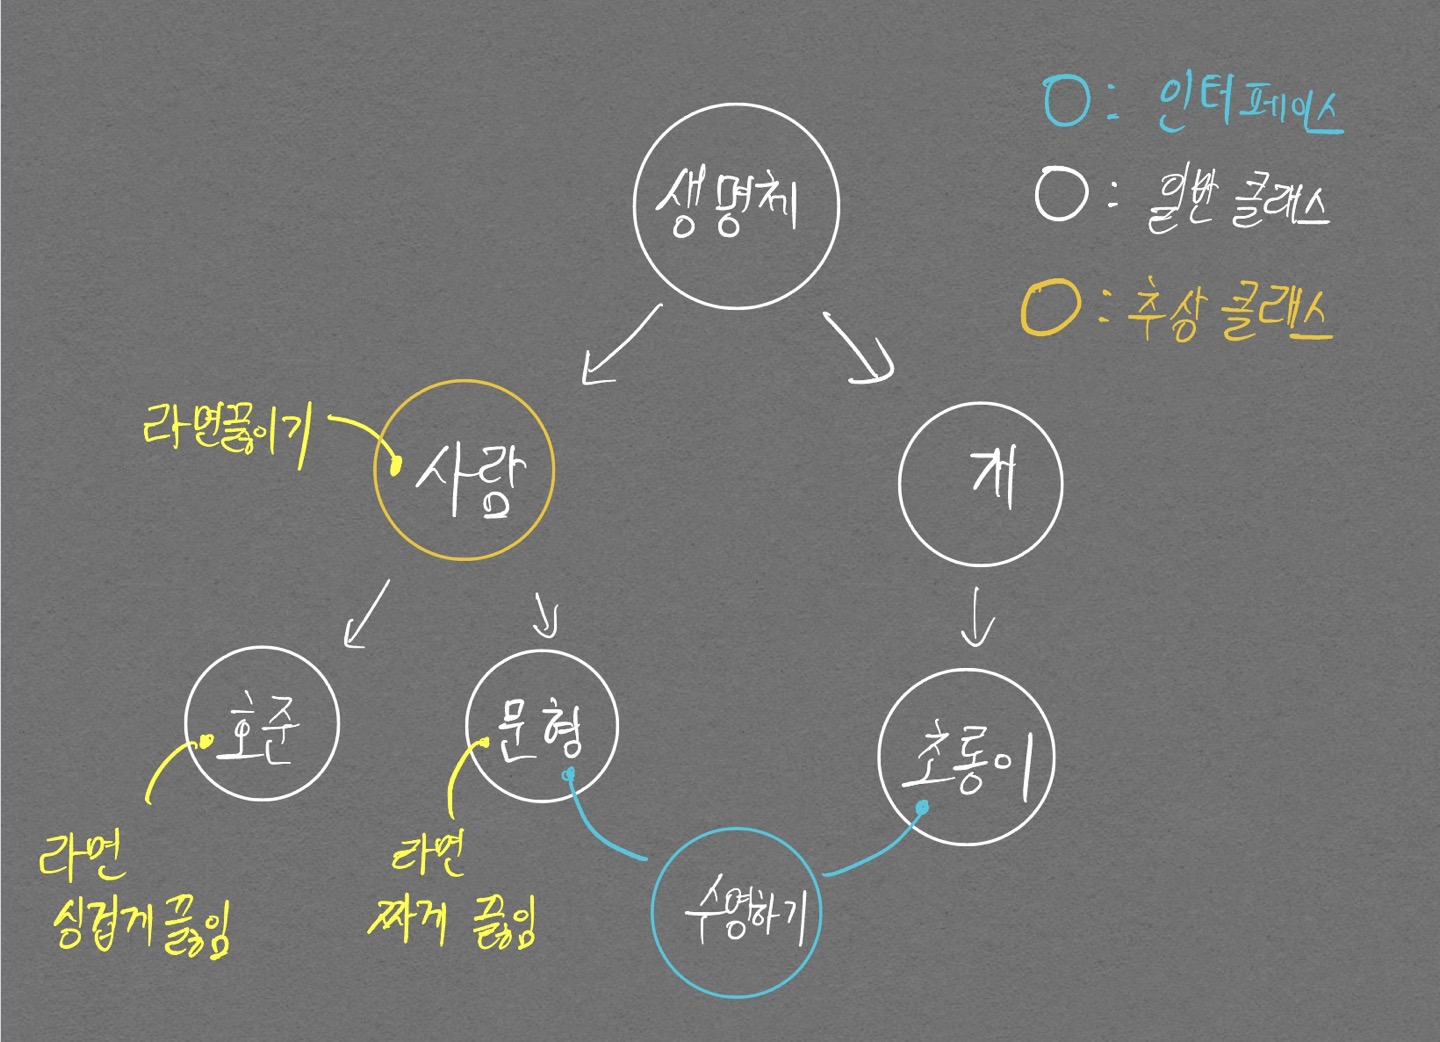 ○: 인터페이스
○: 일반 클래스
○: 추상 클래스
생명체
라면끓이기
사람
개
호준
문형
초롱이
라면
싱겁게 끓임
라면
짜게 끓임
수영하기